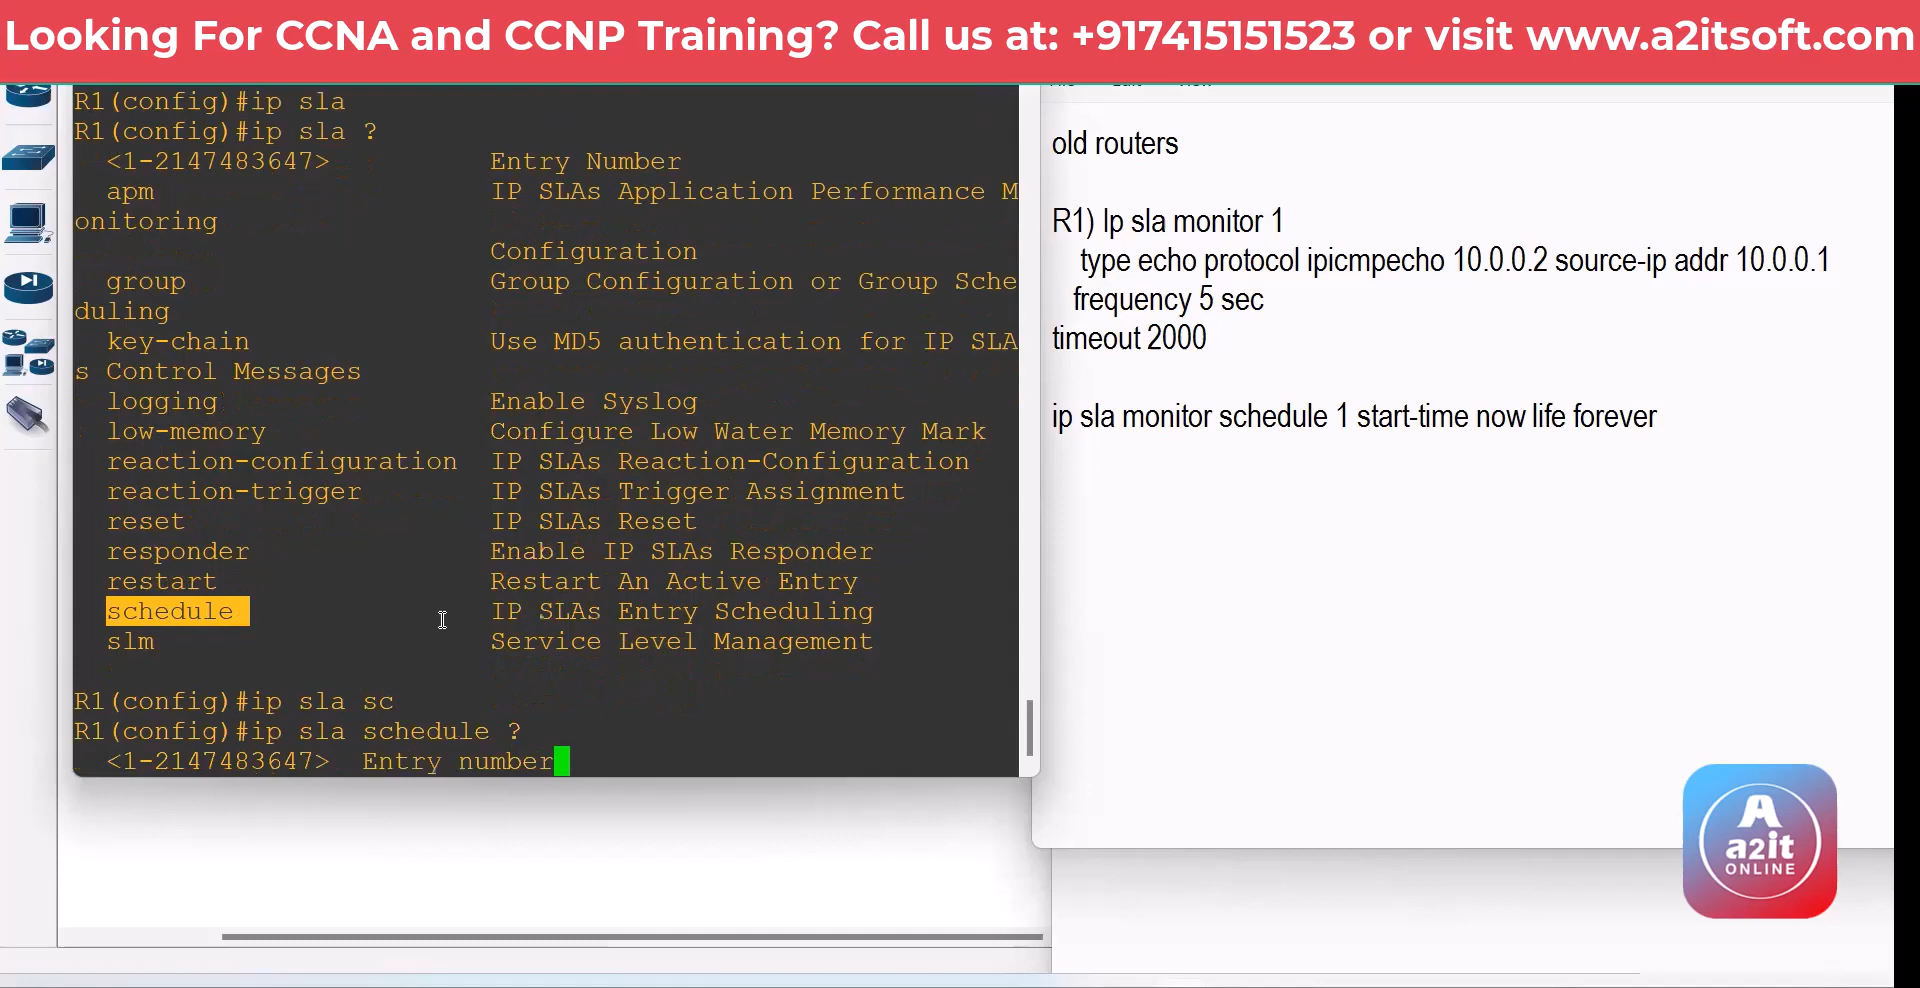 Looking For CCNA and CCNP Training? Call us at: +917415151523 or visit www.a2itsoft.com
R1(config)#ip sla
R1(config)#ip sla ?
<1-2147483647> Entry Number
apm IP SLAs Application Performance M
onitoring
Configuration
group Group Configuration or Group Sche
duling
key-chain Use MD5 authentication for IP SLA
s Control Messages
logging Enable Syslog
low-memory Configure Low Water Memory Mark
reaction-configuration IP SLAs Reaction-Configuration
reaction-trigger IP SLAs Trigger Assignment
reset IP SLAs Reset
responder Enable IP SLAs Responder
restart Restart An Active Entry
schedule IP SLAs Entry Scheduling
slm Service Level Management
R1(config)#ip sla sc
R1(config)#ip sla schedule ?
<1-2147483647> Entry number
old routers
R1) Ip sla monitor 1
type echo protocol ipicmpecho 10.0.0.2 source-ip addr 10.0.0.1
frequency 5 sec
timeout 2000
ip sla monitor schedule 1 start-time now life forever
A
a2it
ONLINE